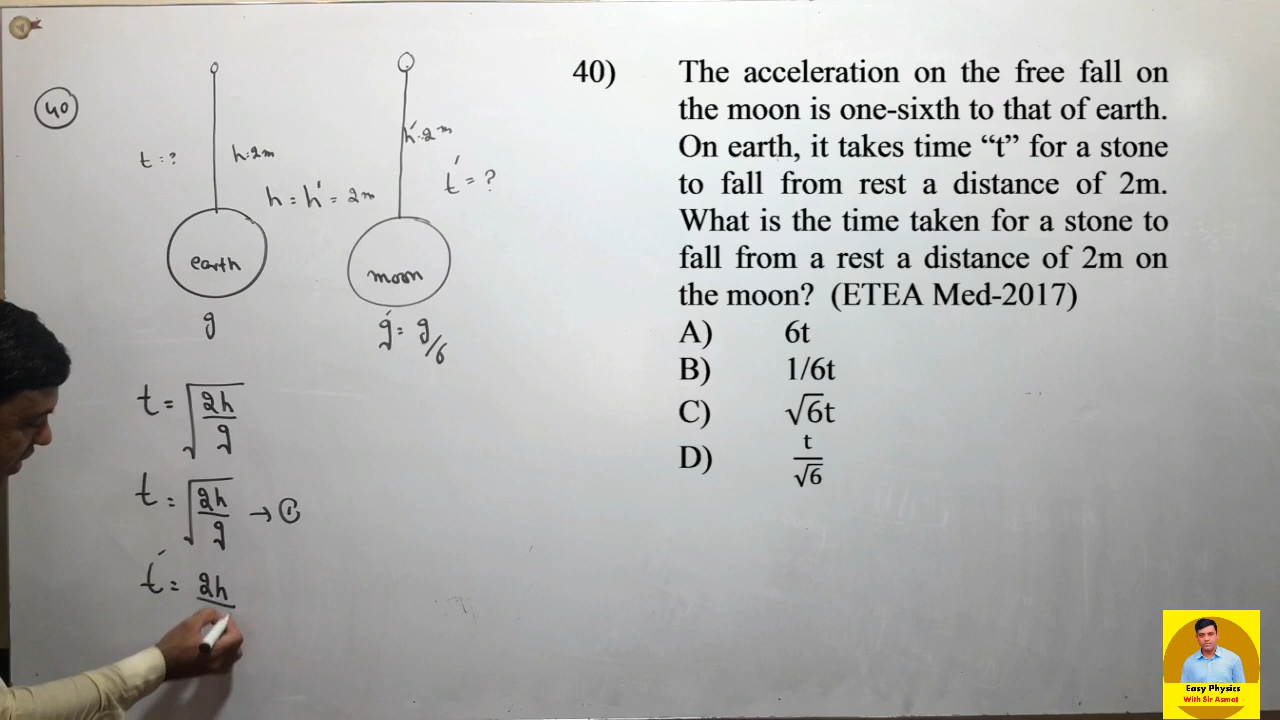 40
t = ?
h = 2m
h = h' = 2m
h' = 2m
t' = ?
earth
moon
g
g' = g/6
t = √2h/g
t = √2h/g → ①
t' = 2h
40) The acceleration on the free fall on
the moon is one-sixth to that of earth.
On earth, it takes time “t” for a stone
to fall from rest a distance of 2m.
What is the time taken for a stone to
fall from a rest a distance of 2m on
the moon? (ETEA Med-2017)
A) 6t
B) 1/6t
C) √6t
D) t/√6
Easy Physics
With Sir Asmat